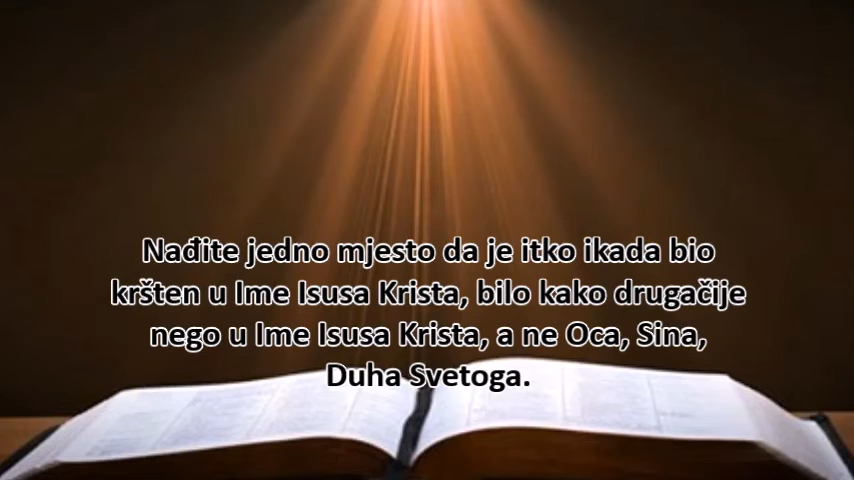 Nađite jedno mjesto da je itko ikada bio
kršten u Ime Isusa Krista, bilo kako drugačije
nego u Ime Isusa Krista, a ne Oca, Sina,
Duha Svetoga.